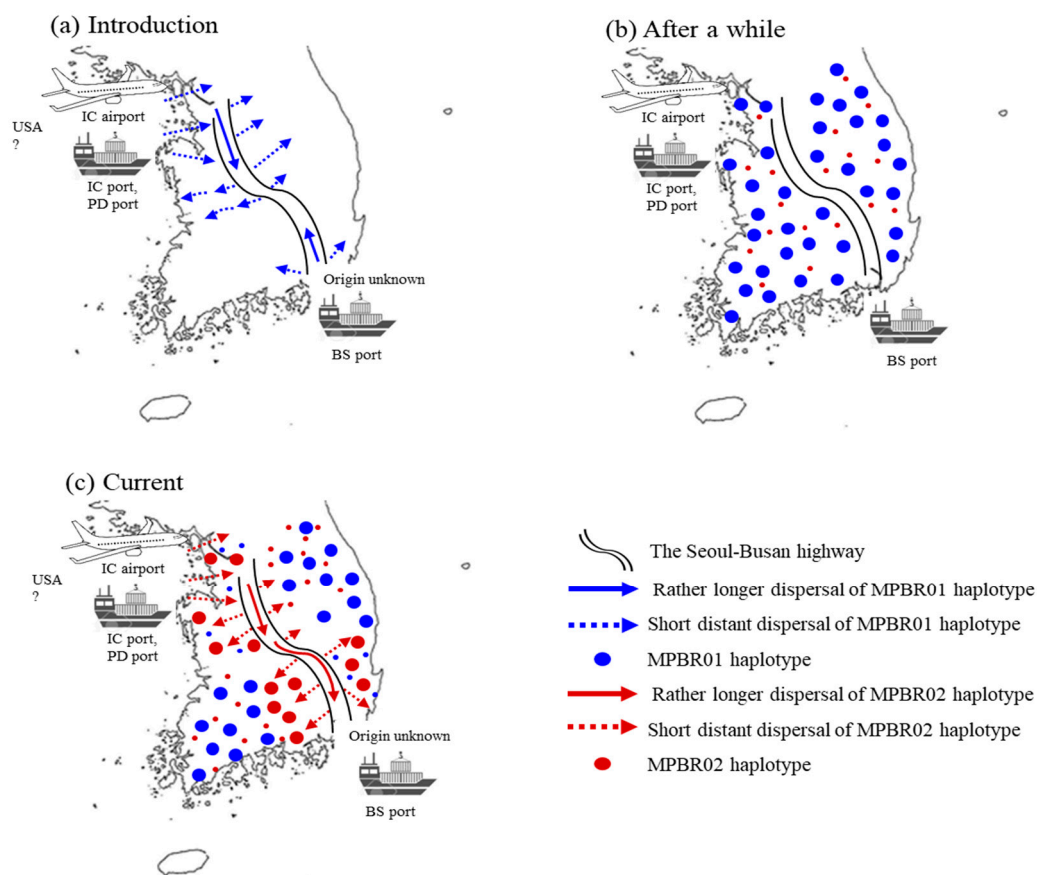 (a) Introduction
IC airport
USA
?
IC port,
PD port
Origin unknown
BS port
(b) After a while
IC airport
IC port,
PD port
BS port
(c) Current
IC airport
USA
?
IC port,
PD port
Origin unknown
BS port
The Seoul-Busan highway
Rather longer dispersal of MPBR01 haplotype
Short distant dispersal of MPBR01 haplotype
MPBR01 haplotype
Rather longer dispersal of MPBR02 haplotype
Short distant dispersal of MPBR02 haplotype
MPBR02 haplotype